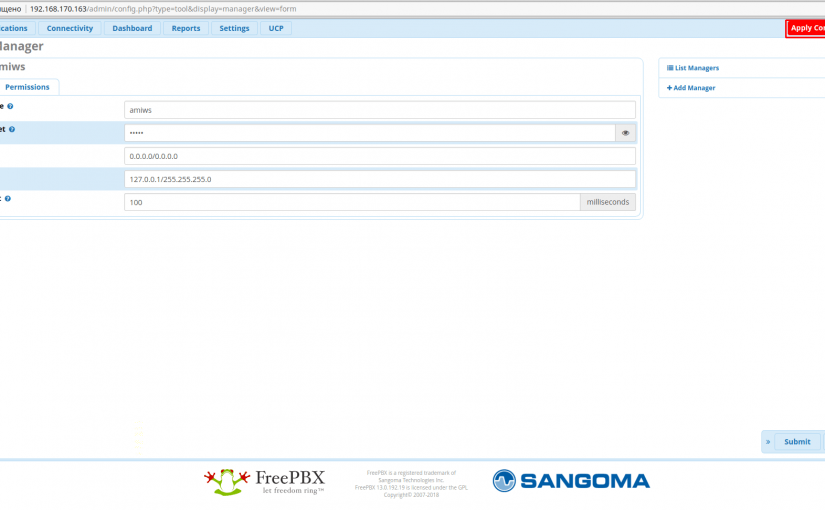 ищено 192.168.170.163/admin/config.php?type=tool&display=manager&view=form
ications Connectivity Dashboard Reports Settings UCP Apply Co
Manager
miws
List Managers
Permissions
Add Manager
e amiws
et •••••
0.0.0.0/0.0.0.0
127.0.0.1/255.255.255.0
: 100 milliseconds
» Submit
FreePBX
let freedom ring™
FreePBX is a registered trademark of
Sangoma Technologies Inc.
FreePBX 13.0.192.19 is licensed under the GPL
Copyright© 2007-2018
SANGOMA